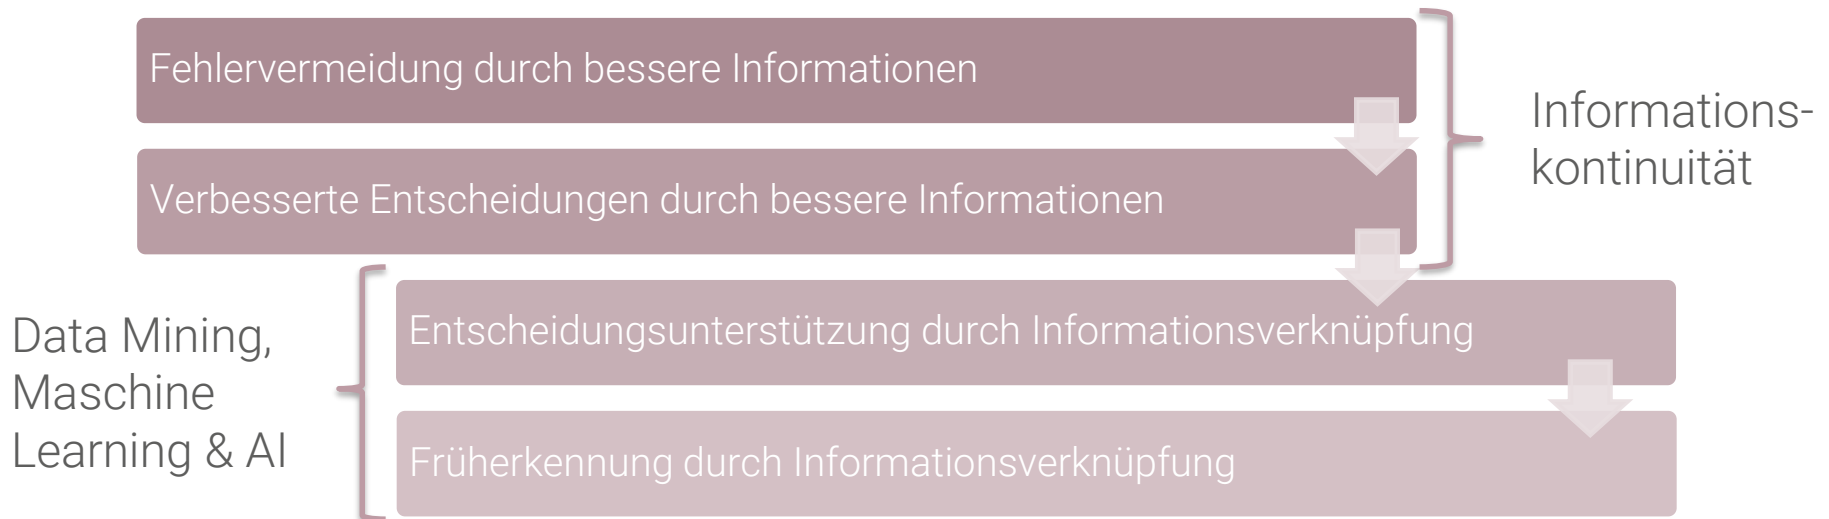 Fehlervermeidung durch bessere Informationen
Verbesserte Entscheidungen durch bessere Informationen
Informations-
kontinuität
Entscheidungsunterstützung durch Informationsverknüpfung
Früherkennung durch Informationsverknüpfung
Data Mining,
Maschine
Learning & AI